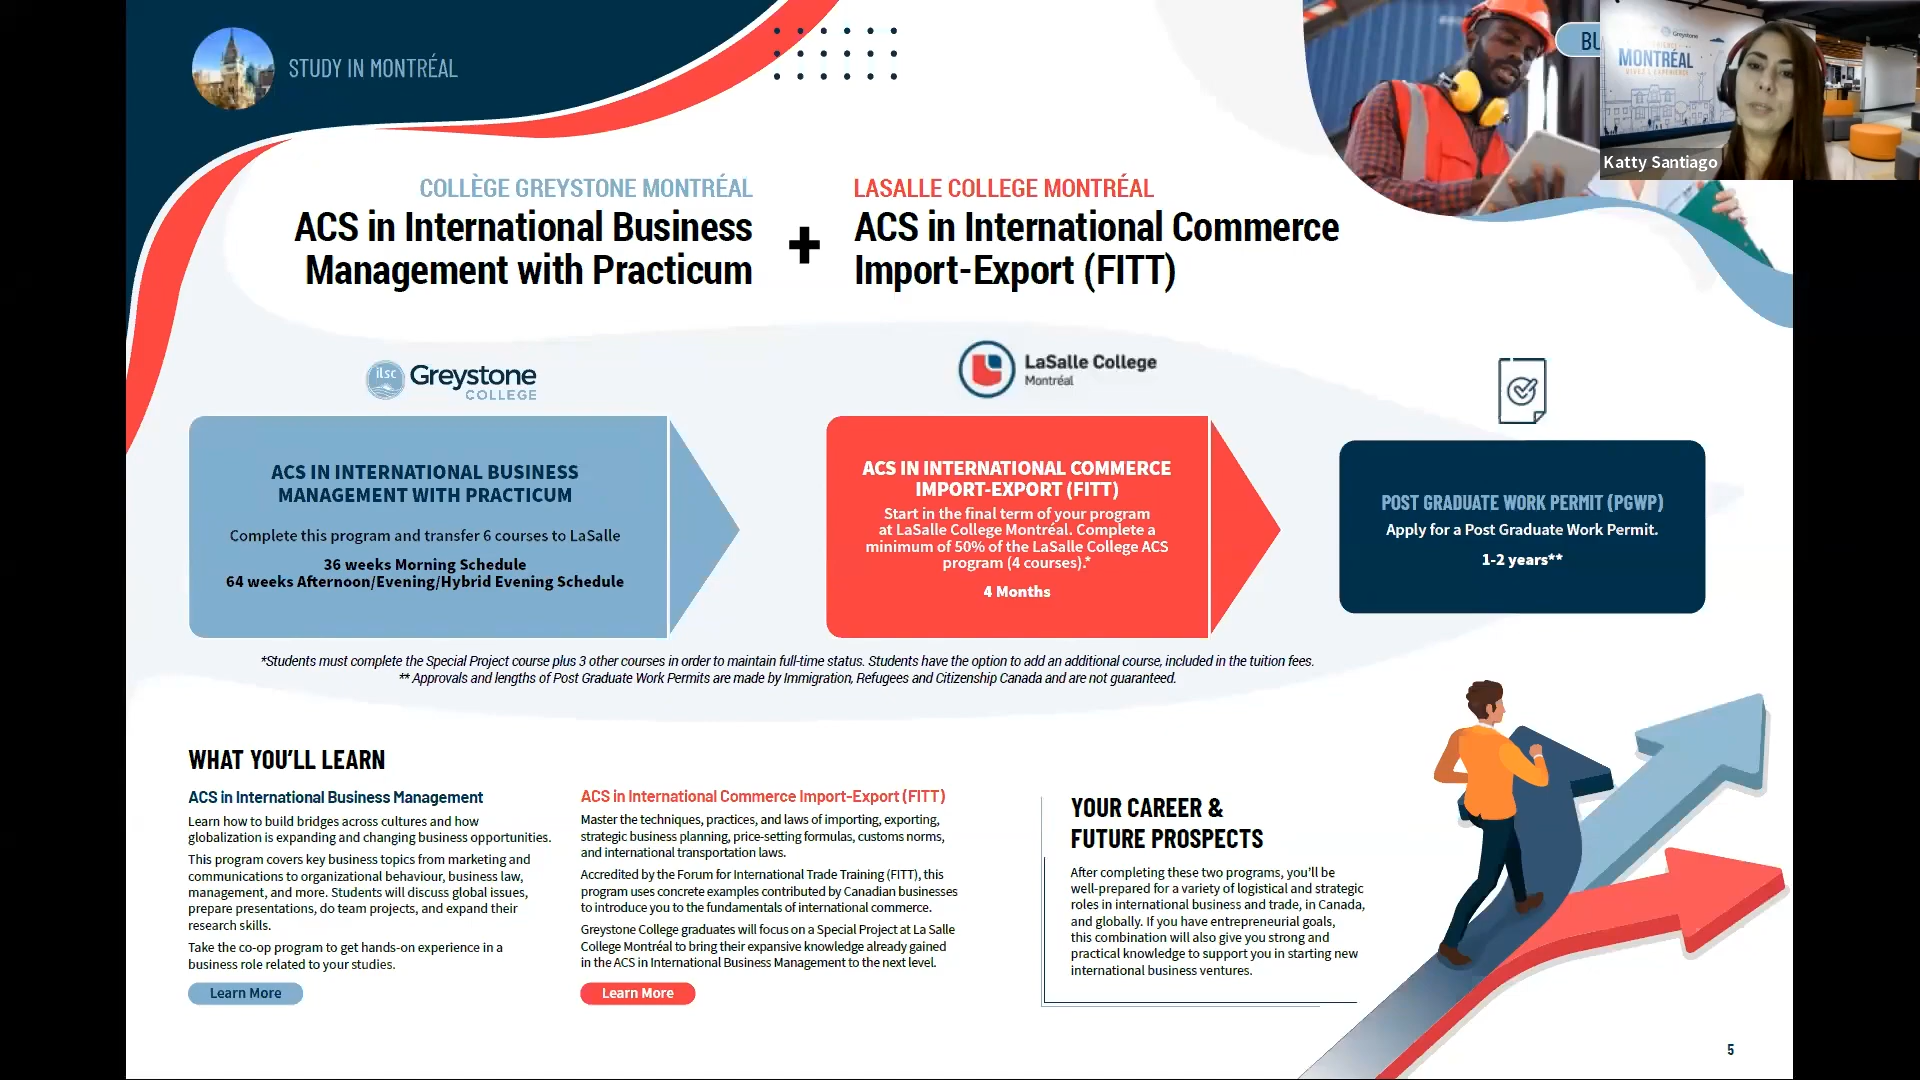 STUDY IN MONTRÉAL
BU
Greystone
MONTRÉAL
Katty Santiago
COLLÈGE GREYSTONE MONTRÉAL
ACS in International Business
Management with Practicum
+
LASALLE COLLEGE MONTRÉAL
ACS in International Commerce
Import-Export (FITT)
ilsc Greystone
COLLEGE
LaSalle College
Montréal
ACS IN INTERNATIONAL BUSINESS
MANAGEMENT WITH PRACTICUM
Complete this program and transfer 6 courses to LaSalle
36 weeks Morning Schedule
64 weeks Afternoon/Evening/Hybrid Evening Schedule
ACS IN INTERNATIONAL COMMERCE
IMPORT-EXPORT (FITT)
Start in the final term of your program
at LaSalle College Montréal. Complete a
minimum of 50% of the LaSalle College ACS
program (4 courses).*
4 Months
POST GRADUATE WORK PERMIT (PGWP)
Apply for a Post Graduate Work Permit.
1-2 years**
*Students must complete the Special Project course plus 3 other courses in order to maintain full-time status. Students have the option to add an additional course, included in the tuition fees.
** Approvals and lengths of Post Graduate Work Permits are made by Immigration, Refugees and Citizenship Canada and are not guaranteed.
WHAT YOU'LL LEARN
ACS in International Business Management
Learn how to build bridges across cultures and how
globalization is expanding and changing business opportunities.
This program covers key business topics from marketing and
communications to organizational behaviour, business law,
management, and more. Students will discuss global issues,
prepare presentations, do team projects, and expand their
research skills.
Take the co-op program to get hands-on experience in a
business role related to your studies.
Learn More
ACS in International Commerce Import-Export (FITT)
Master the techniques, practices, and laws of importing, exporting,
strategic business planning, price-setting formulas, customs norms,
and international transportation laws.
Accredited by the Forum for International Trade Training (FITT), this
program uses concrete examples contributed by Canadian businesses
to introduce you to the fundamentals of international commerce.
Greystone College graduates will focus on a Special Project at La Salle
College Montréal to bring their expansive knowledge already gained
in the ACS in International Business Management to the next level.
Learn More
YOUR CAREER &
FUTURE PROSPECTS
After completing these two programs, you'll be
well-prepared for a variety of logistical and strategic
roles in international business and trade, in Canada,
and globally. If you have entrepreneurial goals,
this combination will also give you strong and
practical knowledge to support you in starting new
international business ventures.
5